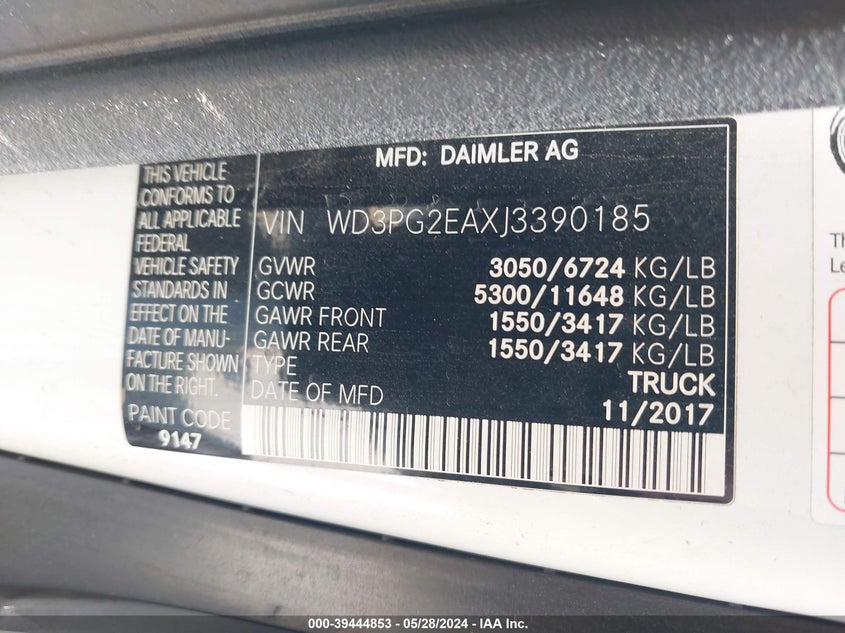 MFD: DAIMLER AG
THIS VEHICLE
CONFORMS TO
ALL APPLICABLE
FEDERAL
VEHICLE SAFETY
STANDARDS IN
EFFECT ON THE
DATE OF MANU-
FACTURE SHOWN
ON THE RIGHT.
PAINT CODE
9147
VIN WD3PG2EAXJ3390185
GVWR 3050/6724 KG/LB
GCWR 5300/11648 KG/LB
GAWR FRONT 1550/3417 KG/LB
GAWR REAR 1550/3417 KG/LB
TYPE TRUCK
DATE OF MFD 11/2017
Th
Le
000-39444853 - 05/28/2024 - IAA Inc.